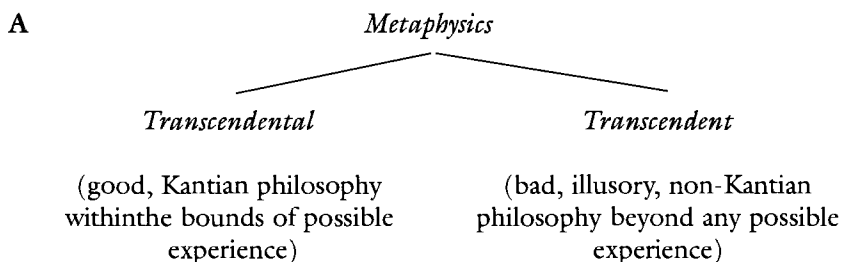 A Metaphysics
Transcendental Transcendent
(good, Kantian philosophy (bad, illusory, non-Kantian
withinthe bounds of possible philosophy beyond any possible
experience) experience)